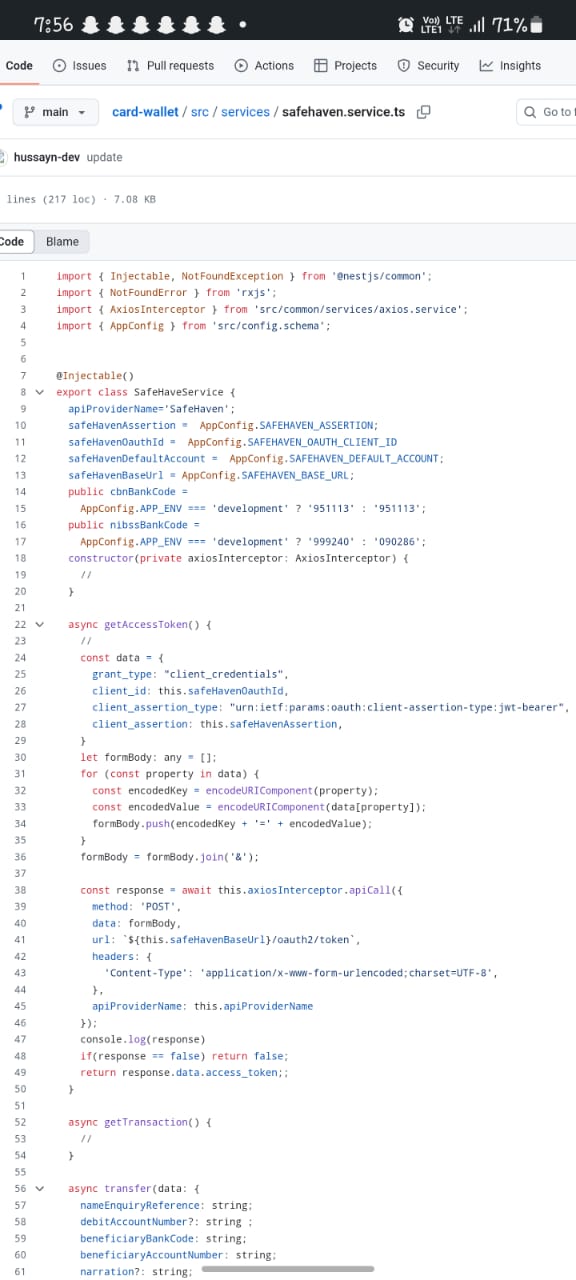 7:56
Vo) LTE
LTE1
71%
Code Issues Pull requests Actions Projects Security Insights
main card-wallet / src / services / safehaven.service.ts Go to
hussayn-dev update
lines (217 loc) · 7.08 KB
Code Blame
1 import { Injectable, NotFoundException } from '@nestjs/common';
2 import { NotFoundError } from 'rxjs';
3 import { AxiosInterceptor } from 'src/common/services/axios.service';
4 import { AppConfig } from 'src/config.schema';
5
6
7 @Injectable()
8 export class SafeHaveService {
9 apiProviderName='SafeHaven';
10 safeHavenAssertion = AppConfig.SAFEHAVEN_ASSERTION;
11 safeHavenOauthId = AppConfig.SAFEHAVEN_OAUTH_CLIENT_ID
12 safeHavenDefaultAccount = AppConfig.SAFEHAVEN_DEFAULT_ACCOUNT;
13 safeHavenBaseUrl = AppConfig.SAFEHAVEN_BASE_URL;
14 public cbnBankCode =
15 AppConfig.APP_ENV === 'development' ? '951113' : '951113';
16 public nibssBankCode =
17 AppConfig.APP_ENV === 'development' ? '999240' : '090286';
18 constructor(private axiosInterceptor: AxiosInterceptor) {
19 //
20 }
21
22 async getAccessToken() {
23 //
24 const data = {
25 grant_type: "client_credentials",
26 client_id: this.safeHavenOauthId,
27 client_assertion_type: "urn:ietf:params:oauth:client-assertion-type:jwt-bearer",
28 client_assertion: this.safeHavenAssertion,
29 }
30 let formBody: any = [];
31 for (const property in data) {
32 const encodedKey = encodeURIComponent(property);
33 const encodedValue = encodeURIComponent(data[property]);
34 formBody.push(encodedKey + '=' + encodedValue);
35 }
36 formBody = formBody.join('&');
37
38 const response = await this.axiosInterceptor.apiCall({
39 method: 'POST',
40 data: formBody,
41 url: `${this.safeHavenBaseUrl}/oauth2/token`,
42 headers: {
43 'Content-Type': 'application/x-www-form-urlencoded;charset=UTF-8',
44 },
45 apiProviderName: this.apiProviderName
46 });
47 console.log(response)
48 if(response == false) return false;
49 return response.data.access_token;;
50 }
51
52 async getTransaction() {
53 //
54 }
55
56 async transfer(data: {
57 nameEnquiryReference: string;
58 debitAccountNumber?: string ;
59 beneficiaryBankCode: string;
60 beneficiaryAccountNumber: string;
61 narration?: string;